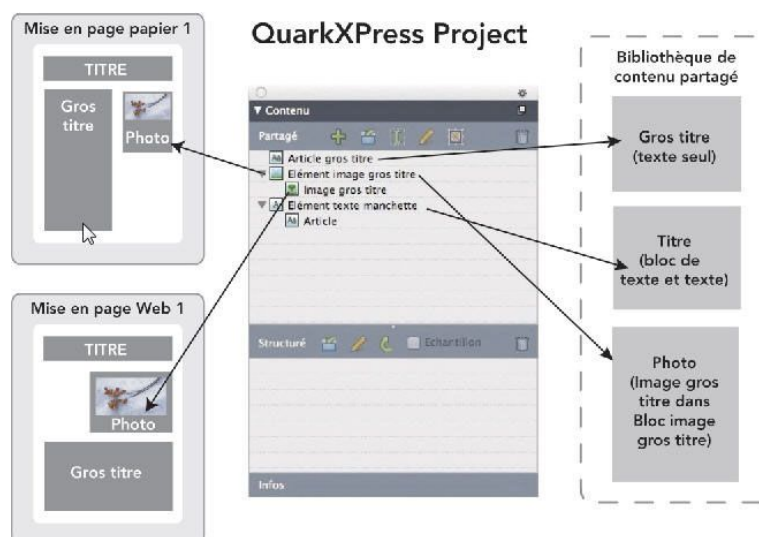 Mise en page papier 1
TITRE
Gros
titre
Photo
Mise en page Web 1
TITRE
Photo
Gros titre
QuarkXPress Project
Contenu
Partagé
Article gros titre
Elément image gros titre
Image gros titre
Elément texte manchette
Article
Structuré
Echantillon
Infos
Bibliothèque de
contenu partagé
Gros titre
(texte seul)
Titre
(bloc de
texte et texte)
Photo
(Image gros
titre dans
Bloc image
gros titre)